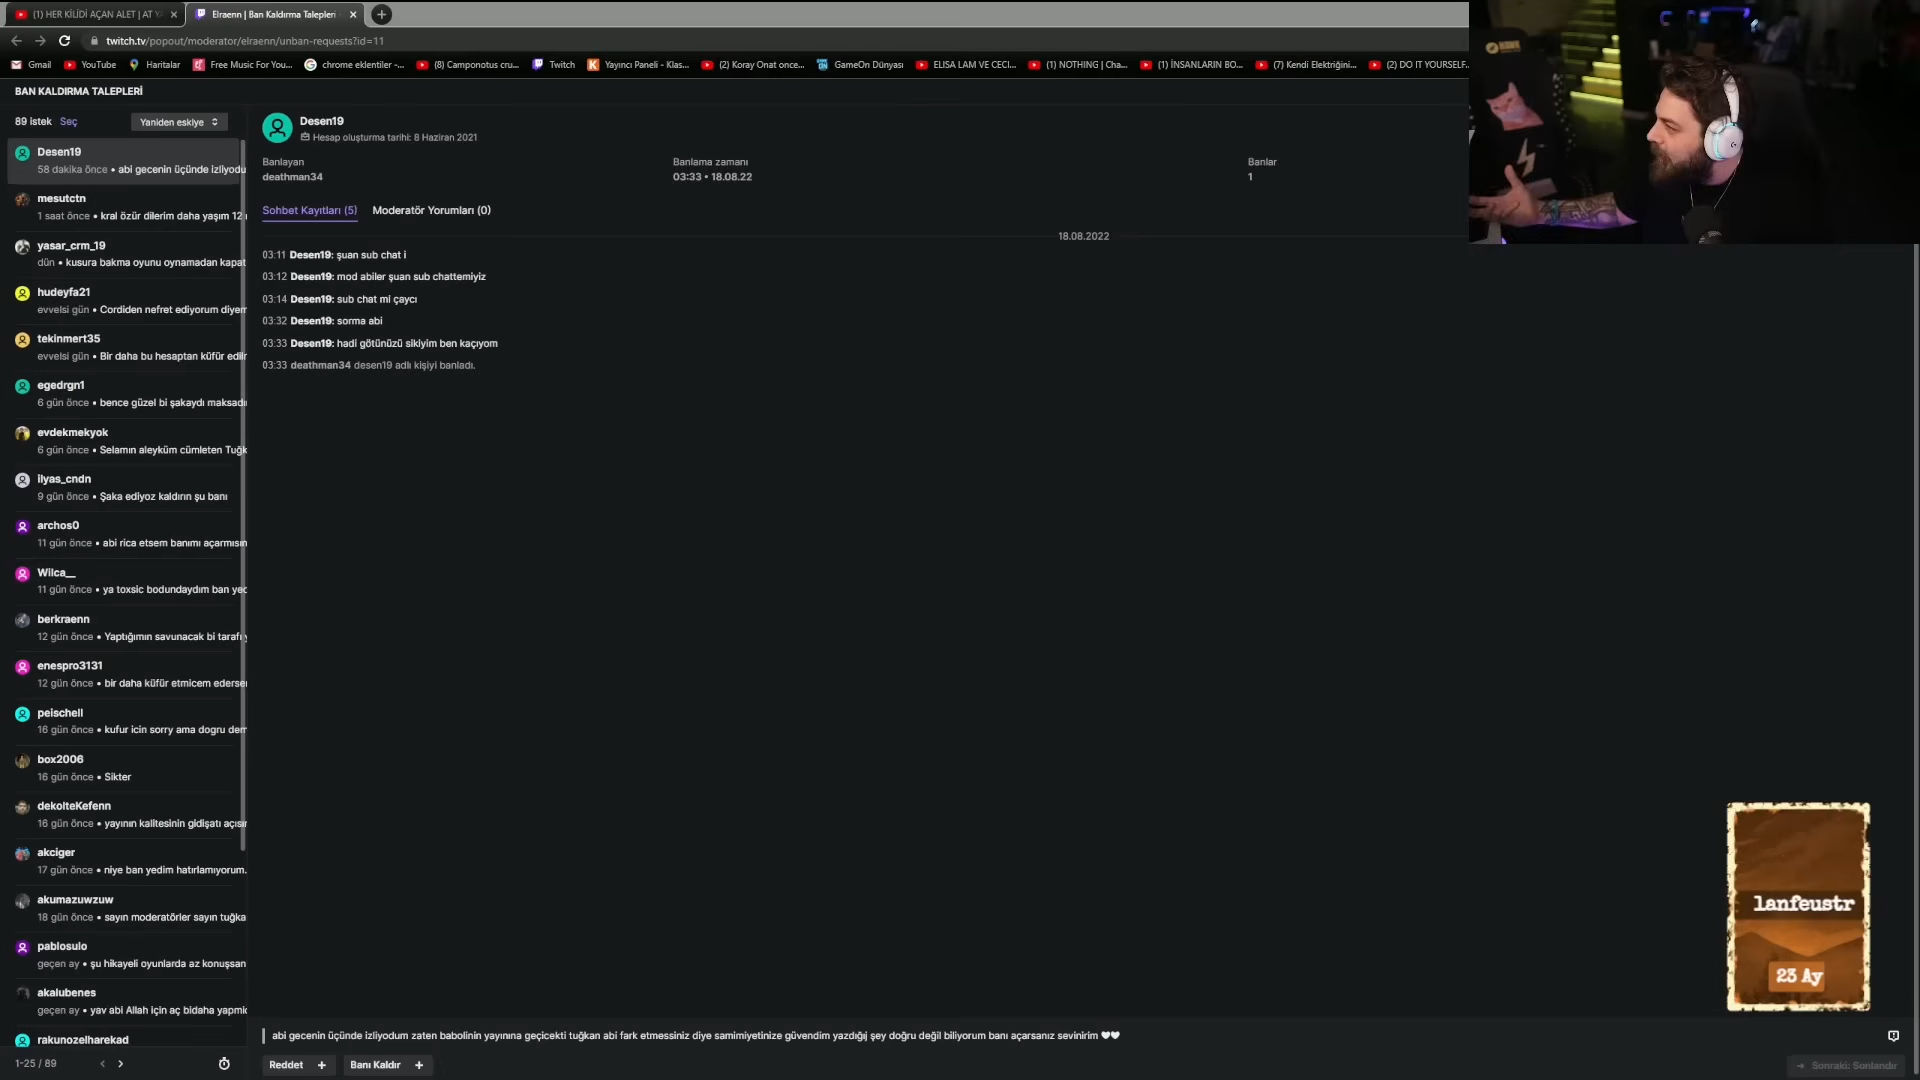 (1) HER KİLİDİ AÇAN ALET | AT YA
Elraenn | Ban Kaldırma Talepleri
twitch.tv/popout/moderator/elraenn/unban-requests?id=11
Gmail
YouTube
Haritalar
Free Music For You...
chrome eklentiler -...
(8) Camponotus cru...
Twitch
Yayıncı Paneli - Klas...
(2) Koray Onat once...
GameOn Dünyası
ELISA LAM VE CECI...
(1) NOTHING | Cha...
(1) İNSANLARIN BO...
(7) Kendi Elektriğini...
(2) DO IT YOURSELF...
BAN KALDIRMA TALEPLERİ
89 istek Seç Yeniden eskiye
Desen19
58 dakika önce • abi gecenin üçünde izliyodu
mesutctn
1 saat önce • kral özür dilerim daha yaşım 12
yasar_crm_19
dün • kusura bakma oyunu oynamadan kapat
hudeyfa21
evvelsi gün • Cordiden nefret ediyorum diyem
tekinmert35
evvelsi gün • Bir daha bu hesaptan küfür edilm
egedrgn1
6 gün önce • bence güzel bi şakaydı maksadı
evdekmekyok
6 gün önce • Selamın aleyküm cümleten Tuğk
ilyas_cndn
9 gün önce • Şaka ediyoz kaldırın şu banı
archos0
11 gün önce • abi rica etsem banımı açarmısın
Wilca__
11 gün önce • ya toxsic bodundaydım ban yed
berkraenn
12 gün önce • Yaptığımın savunacak bi tarafı y
enespro3131
12 gün önce • bir daha küfür etmicem ederse
peischell
16 gün önce • kufur icin sorry ama dogru dem
box2006
16 gün önce • Sikter
dekolteKefenn
16 gün önce • yayının kalitesinin gidişatı açısı
akciger
17 gün önce • niye ban yedim hatırlamıyorum.
akumazuwzuw
18 gün önce • sayın moderatörler sayın tuğka
pablosulo
geçen ay • şu hikayeli oyunlarda az konuşsan
akalubenes
geçen ay • yav abi Allah için aç bidaha yapmıc
rakunozelharekad
1-25 / 89
Desen19
Hesap oluşturma tarihi: 8 Haziran 2021
Banlayan Banlama zamanı Banlar
deathman34 03:33 • 18.08.22 1
Sohbet Kayıtları (5) Moderatör Yorumları (0)
18.08.2022
03:11 Desen19: şuan sub chat i
03:12 Desen19: mod abiler şuan sub chattemiyiz
03:14 Desen19: sub chat mi çaycı
03:32 Desen19: sorma abi
03:33 Desen19: hadi götünüzü sikiyim ben kaçıyom
03:33 deathman34 desen19 adlı kişiyi banladı.
lanfeustr
23 Ay
abi gecenin üçünde izliyodum zaten babolinin yayınına geçicekti tuğkan abi fark etmessiniz diye samimiyetinize güvendim yazdığıj şey doğru değil biliyorum banı açarsanız sevinirim ♥♥
Reddet + Banı Kaldır +
Sonraki: Sonlandır